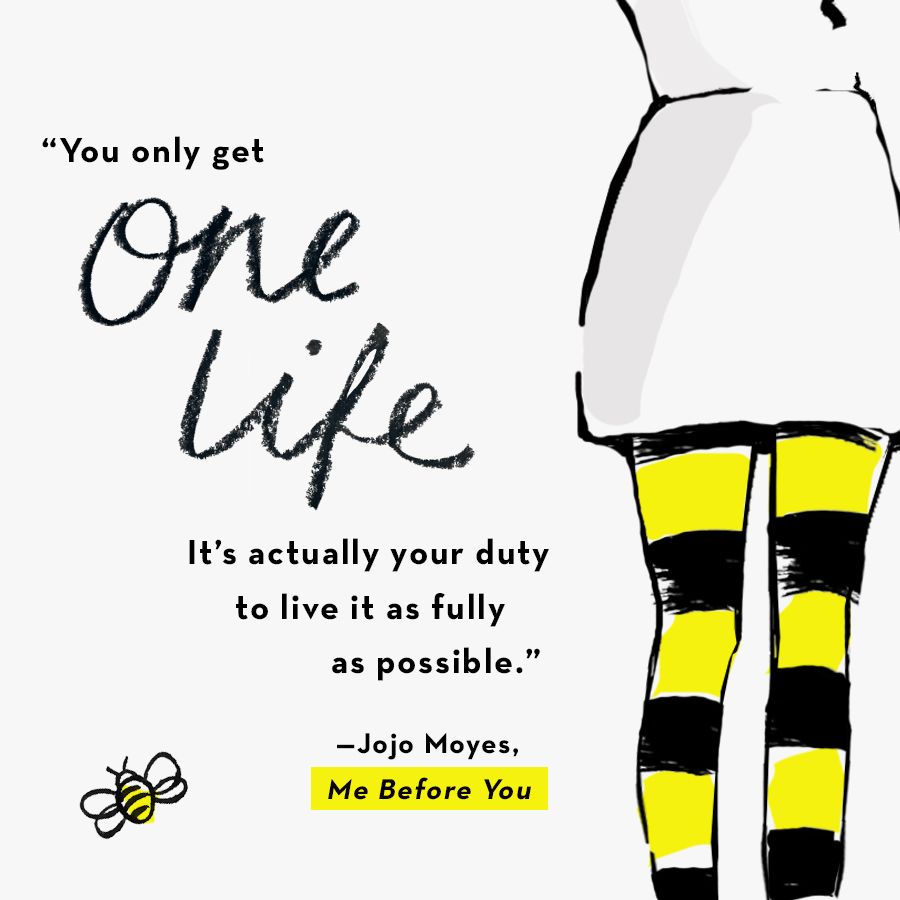 “You only get
one
life
It’s actually your duty
to live it as fully
as possible.”
—Jojo Moyes,
Me Before You